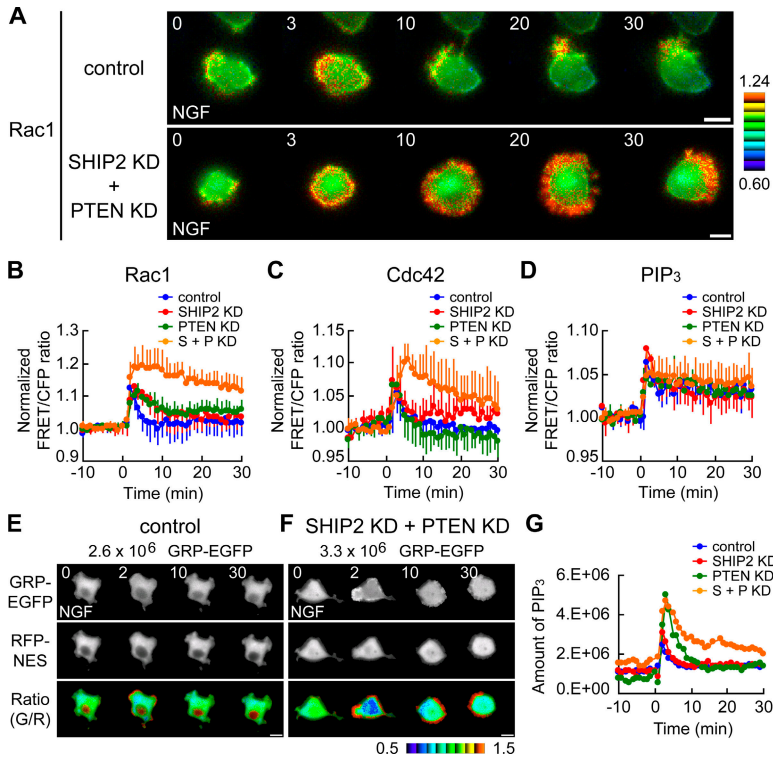 A
Rac1
control
0 3 10 20 30
NGF
SHIP2 KD
+
PTEN KD
0 3 10 20 30
NGF
1.24
0.60
B Rac1
control
SHIP2 KD
PTEN KD
S + P KD
Normalized
FRET/CFP ratio
1.3
1.2
1.1
1.0
0.9
-10 0 10 20 30
Time (min)
C Cdc42
control
SHIP2 KD
PTEN KD
S + P KD
Normalized
FRET/CFP ratio
1.15
1.10
1.05
1.00
0.95
-10 0 10 20 30
Time (min)
D PIP3
control
SHIP2 KD
PTEN KD
S + P KD
Normalized
FRET/CFP ratio
1.15
1.10
1.05
1.00
0.95
-10 0 10 20 30
Time (min)
E control
2.6 x 10⁶ GRP-EGFP
GRP-
EGFP
0 2 10 30
NGF
RFP-
NES
Ratio
(G/R)
F SHIP2 KD + PTEN KD
3.3 x 10⁶ GRP-EGFP
0 2 10 30
NGF
0.5 1.5
G
control
SHIP2 KD
PTEN KD
S + P KD
Amount of PIP3
6.E+06
4.E+06
2.E+06
0.E+00
-10 0 10 20 30
Time (min)